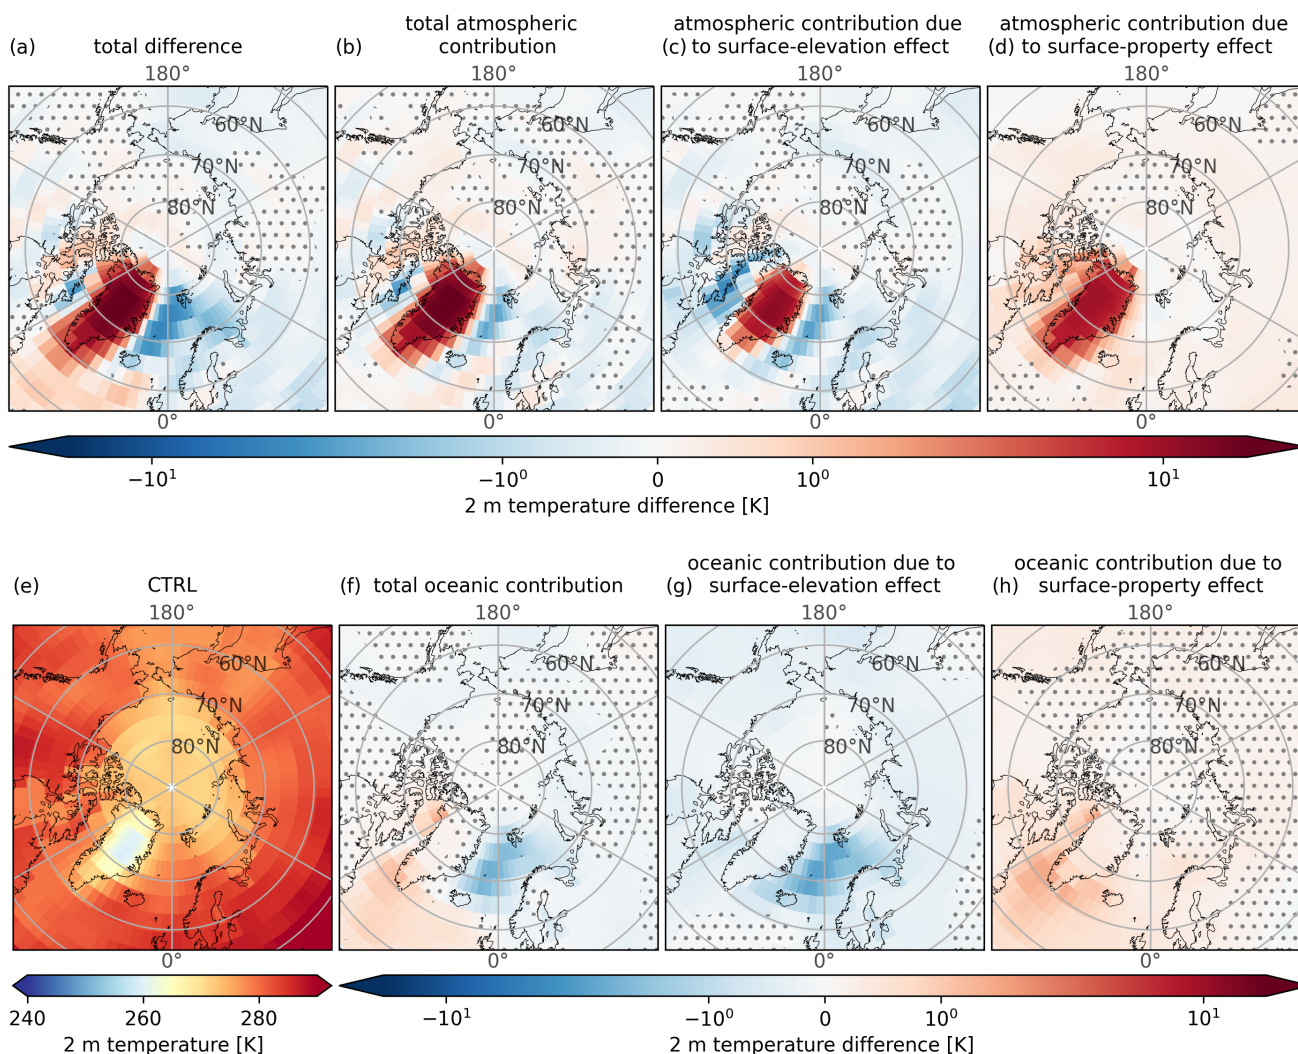 (a) total difference
(b) total atmospheric
contribution
atmospheric contribution due
(c) to surface-elevation effect
atmospheric contribution due
(d) to surface-property effect
180° 180° 180° 180°
60°N 60°N 60°N 60°N
70°N 70°N 70°N 70°N
80°N 80°N 80°N 80°N
0° 0° 0° 0°
−10¹ −10⁰ 0 10⁰ 10¹
2 m temperature difference [K]
(e) CTRL
(f) total oceanic contribution
oceanic contribution due to
(g) surface-elevation effect
oceanic contribution due to
(h) surface-property effect
180° 180° 180° 180°
60°N 60°N 60°N 60°N
70°N 70°N 70°N 70°N
80°N 80°N 80°N 80°N
0° 0° 0° 0°
240 260 280
2 m temperature [K]
−10¹ −10⁰ 0 10⁰ 10¹
2 m temperature difference [K]